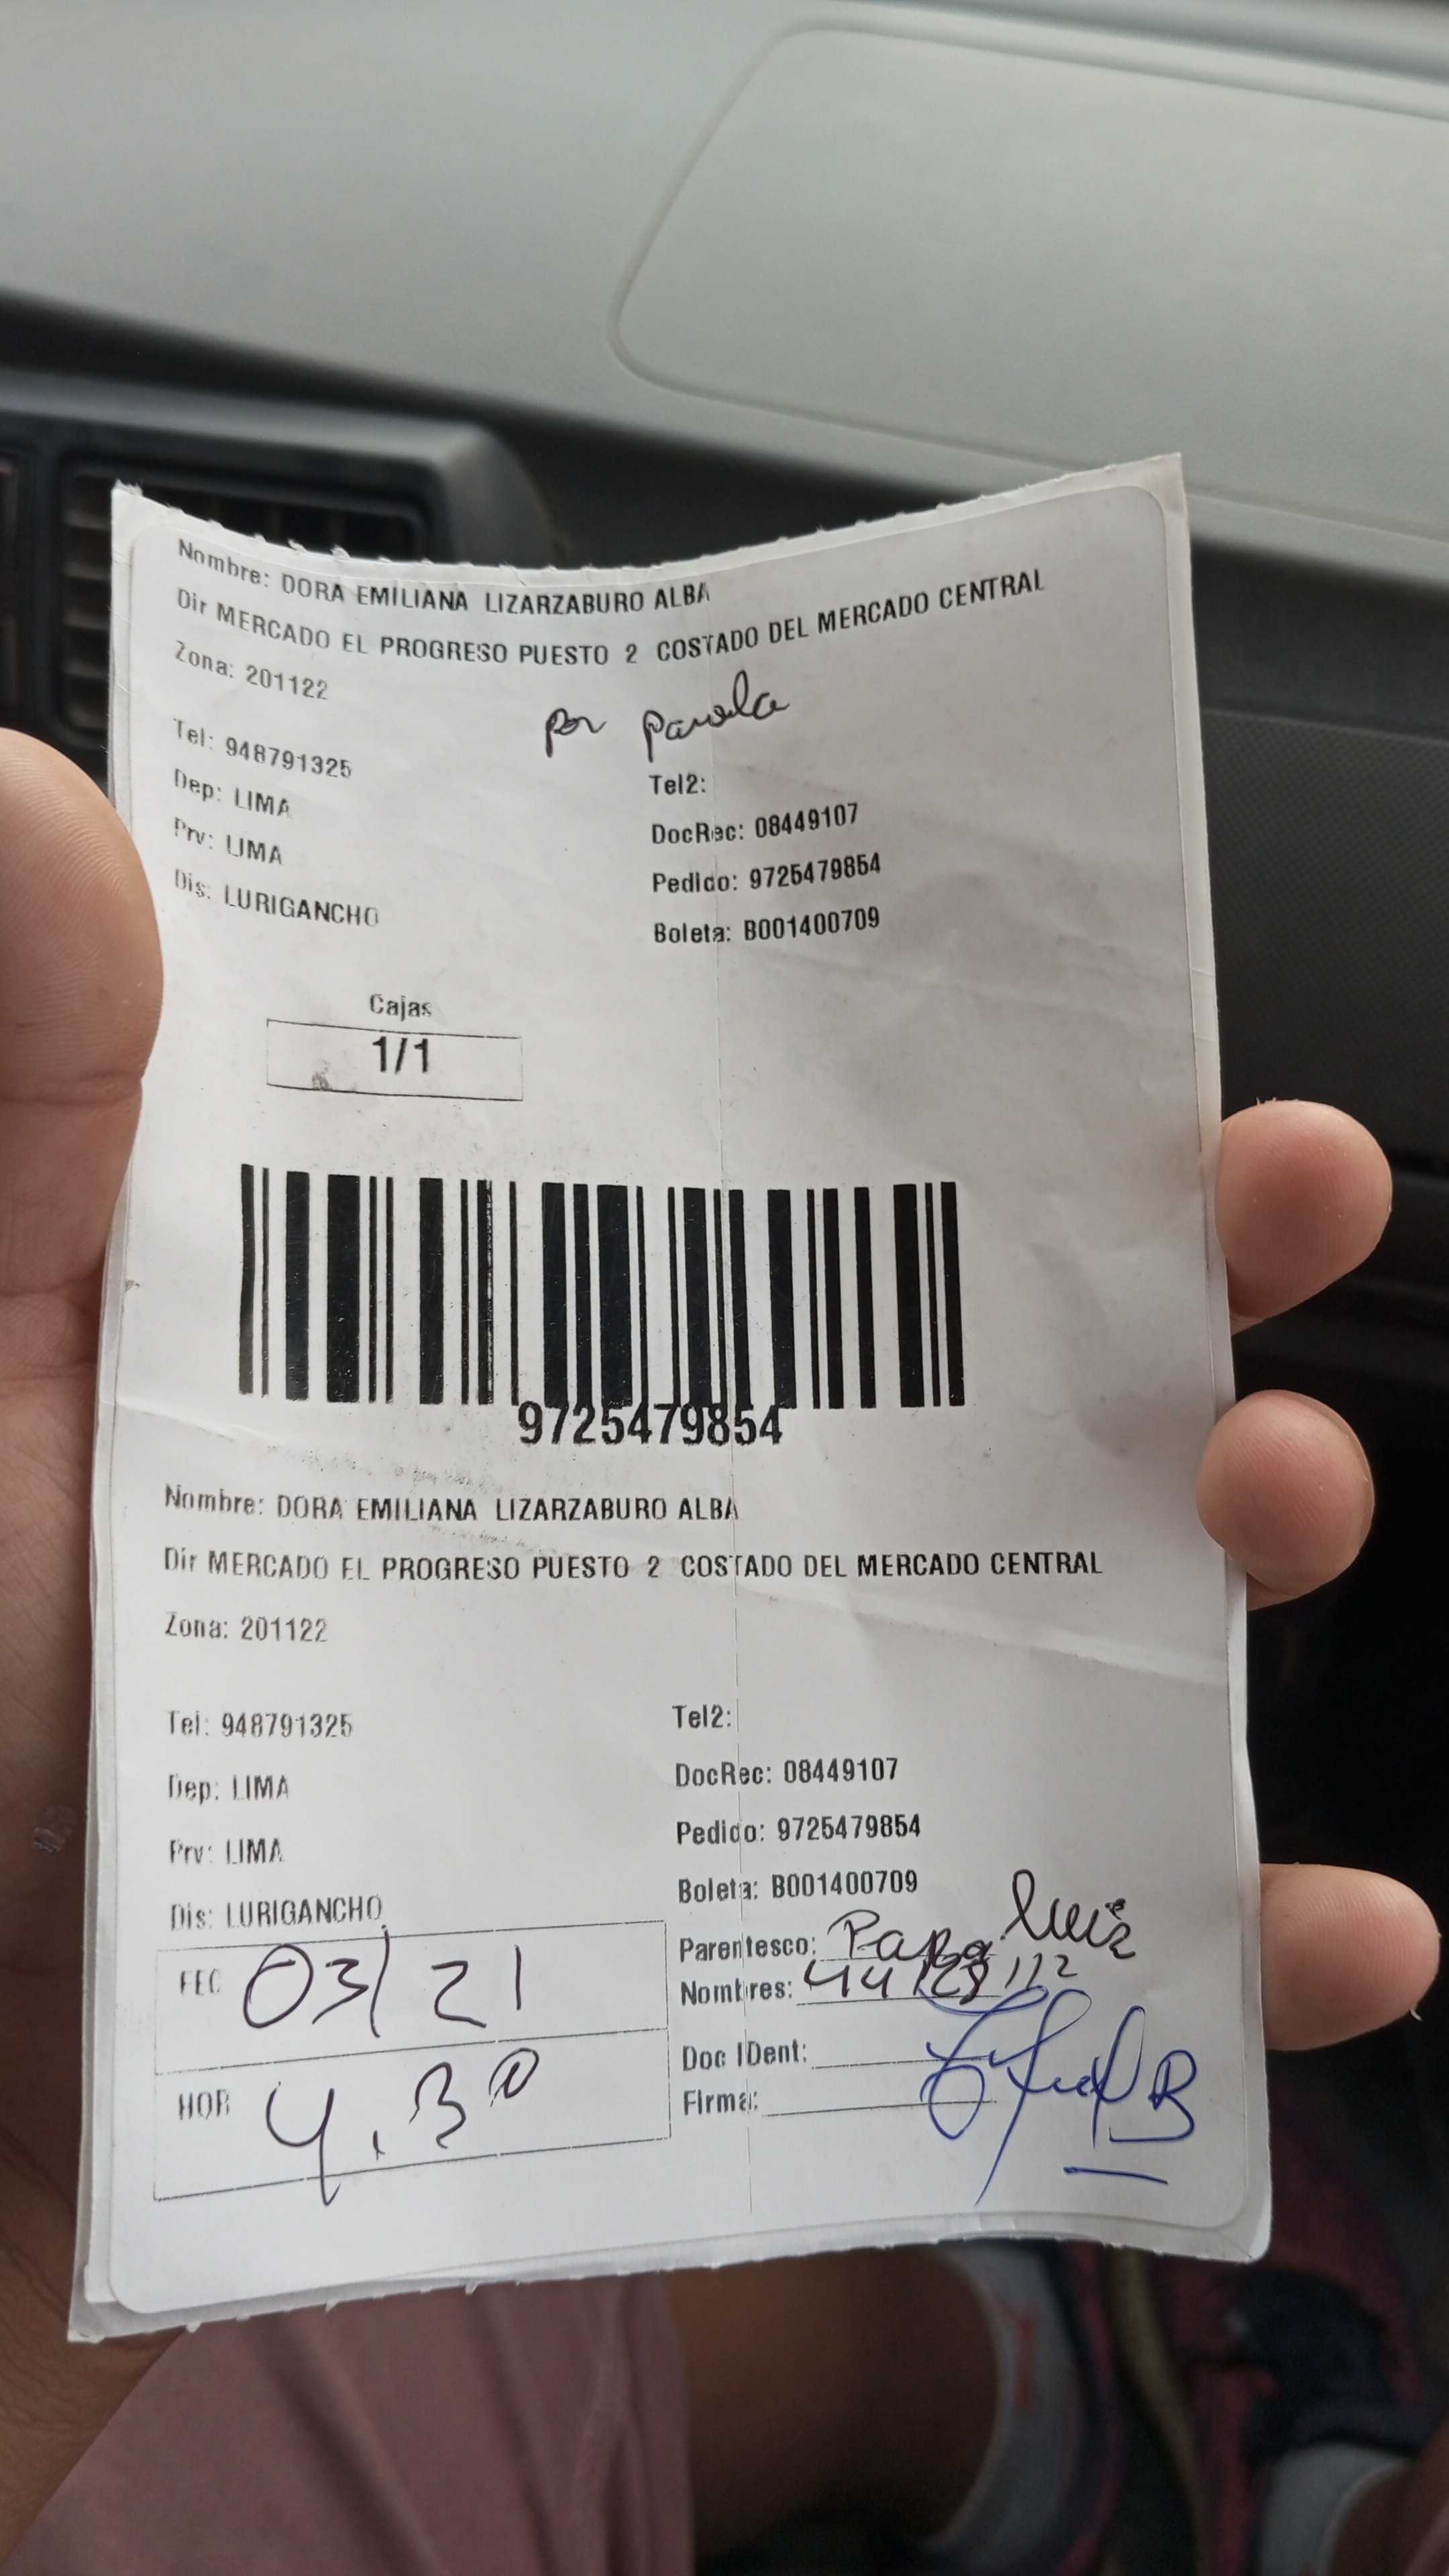 Nombre: DORA EMILIANA LIZARZABURO ALBA
Dir MERCADO EL PROGRESO PUESTO 2 COSTADO DEL MERCADO CENTRAL
Zona: 201122
por
Tel: 948791325
Tel2:
Dep: LIMA
DocRec: 08449107
Prv: LIMA
Pedido: 9725479854
Dis: LURIGANCHO
Boleta: B001400709
Cajas
1/1
9725479854
Nombre: DORA EMILIANA LIZARZABURO ALBA
Dir MERCADO EL PROGRESO PUESTO 2 COSTADO DEL MERCADO CENTRAL
Zona: 201122
Tel: 948791325
Tel2:
Dep: LIMA
DocRec: 08449107
Prv: LIMA
Pedido: 9725479854
Dis: LURIGANCHO
Boleta: B001400709
FEC 03/21
Parentesco: Luis
Nombres:
HOR 4.30
Doc IDent:
Firma: